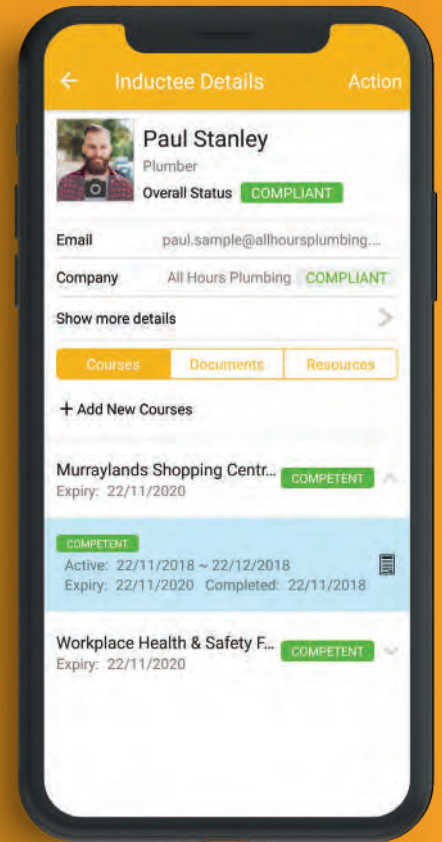 Inductee Details Action
Paul Stanley
Plumber
Overall Status COMPLIANT
Email paul.sample@allhoursplumbing....
Company All Hours Plumbing COMPLIANT
Show more details
Courses Documents Resources
+ Add New Courses
Murraylands Shopping Centr... COMPETENT
Expiry: 22/11/2020
COMPETENT
Active: 22/11/2018 ~ 22/12/2018
Expiry: 22/11/2020 Completed: 22/11/2018
Workplace Health & Safety F... COMPETENT
Expiry: 22/11/2020